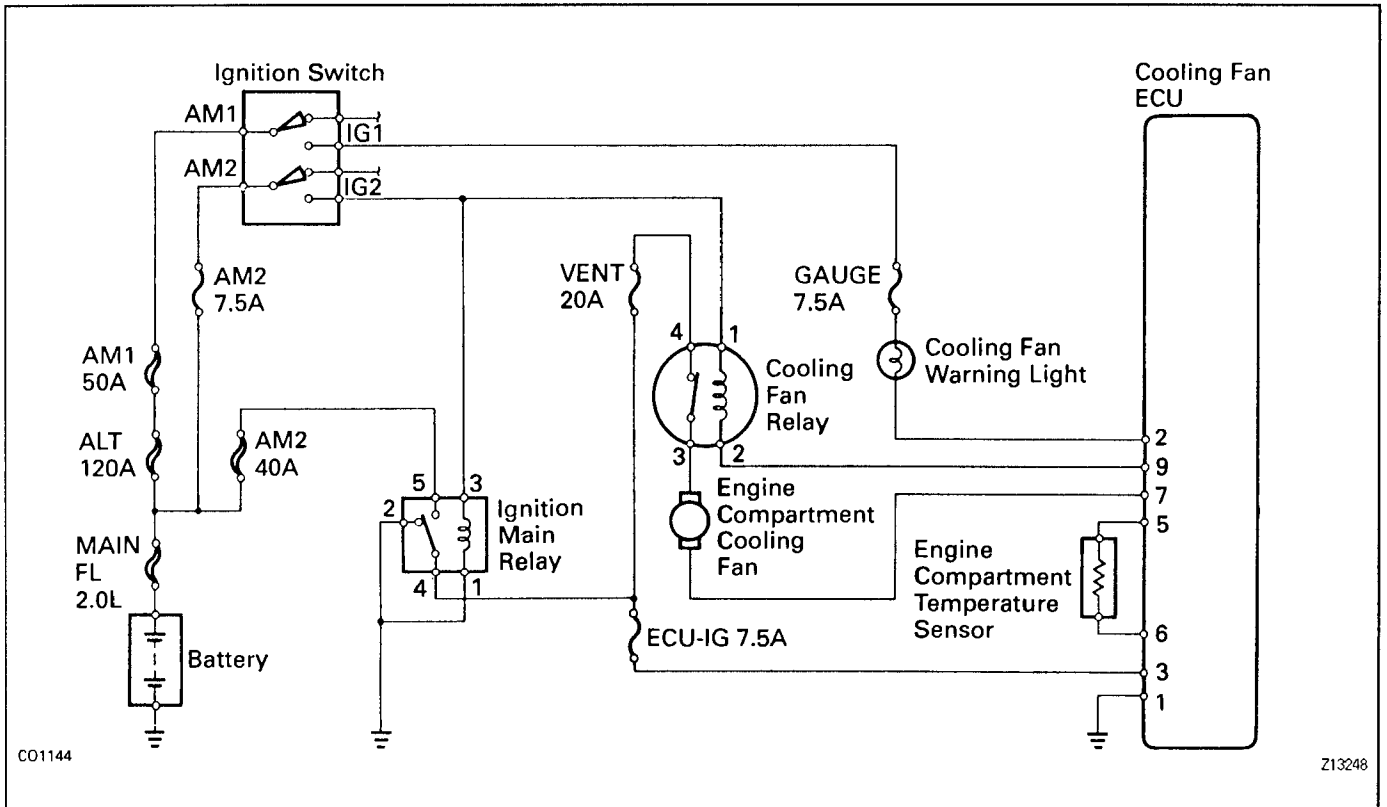 Ignition Switch
AM1
IG1
AM2
IG2
AM2
7.5A
AM1
50A
ALT
120A
AM2
40A
MAIN
FL
2.0L
Battery
5
3
2
4
1
Ignition
Main
Relay
VENT
20A
ECU-IG 7.5A
4
1
3
2
Cooling
Fan
Relay
Engine
Compartment
Cooling
Fan
GAUGE
7.5A
Cooling Fan
Warning Light
Engine
Compartment
Temperature
Sensor
Cooling Fan
ECU
2
9
7
5
6
3
1
CO1144
Z13248